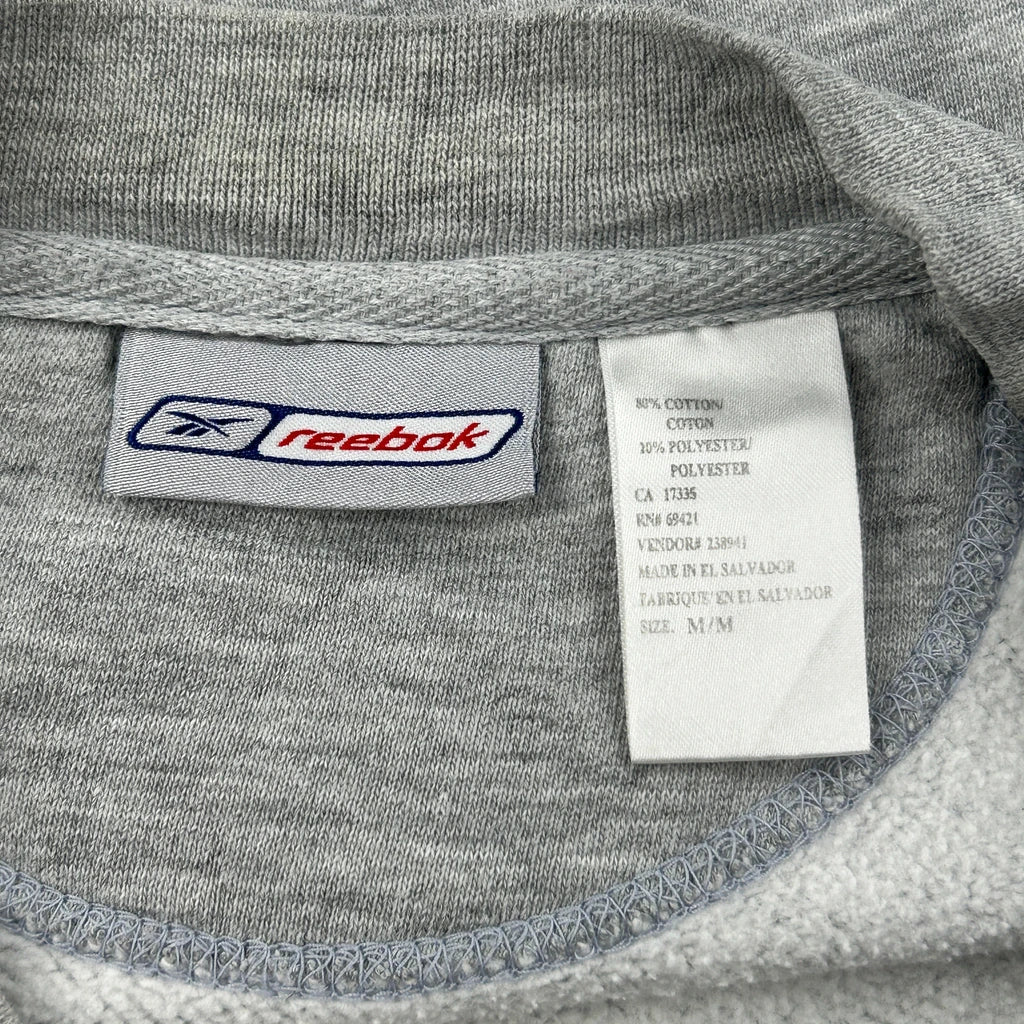 reebok
80% COTTON/
COTON
20% POLYESTER/
POLYESTER
CA 17335
RN# 69421
VENDOR# 238941
MADE IN EL SALVADOR
FABRIQUE' EN EL SALVADOR
SIZE. M/M